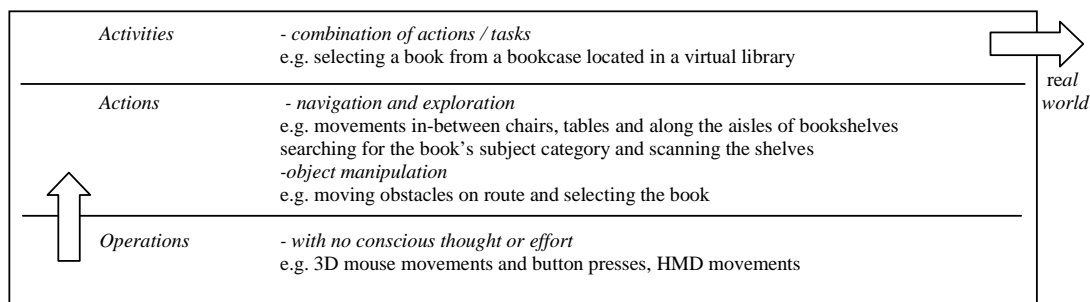 Activities - combination of actions / tasks
e.g. selecting a book from a bookcase located in a virtual library
real
world
Actions - navigation and exploration
e.g. movements in-between chairs, tables and along the aisles of bookshelves
searching for the book’s subject category and scanning the shelves
-object manipulation
e.g. moving obstacles on route and selecting the book
Operations - with no conscious thought or effort
e.g. 3D mouse movements and button presses, HMD movements